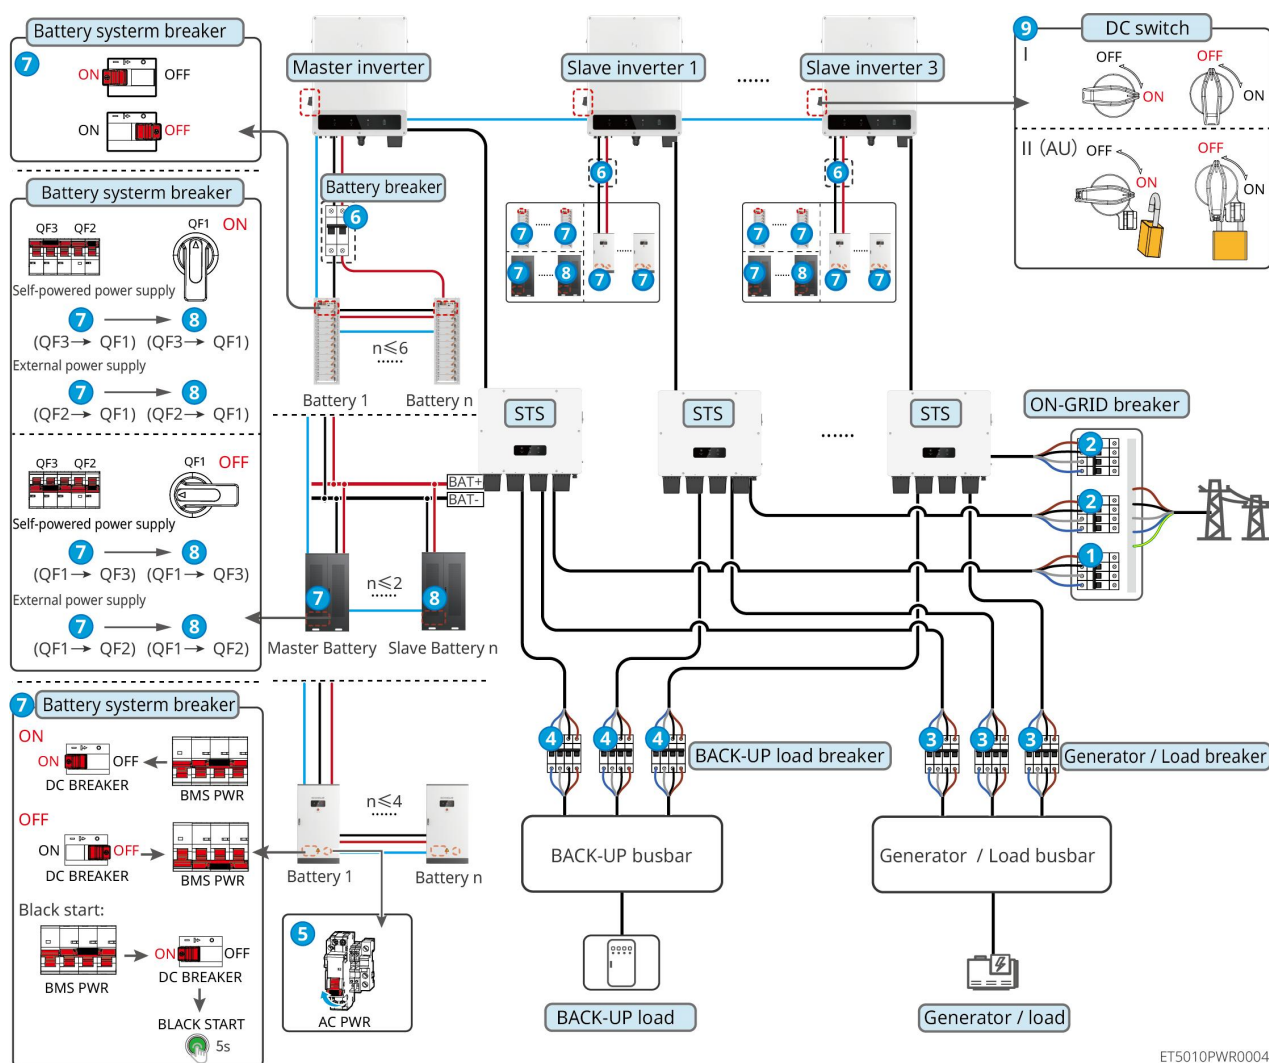 Battery systerm breaker
7
ON
OFF
ON
OFF
Battery systerm breaker
QF3 QF2
QF1 ON
Self-powered power supply
7 8
(QF3→ QF1) (QF3→ QF1)
External power supply
7 8
(QF2→ QF1) (QF2→ QF1)
QF3 QF2
QF1 OFF
Self-powered power supply
7 8
(QF1→ QF3) (QF1→ QF3)
External power supply
7 8
(QF1→ QF2) (QF1→ QF2)
7 Battery systerm breaker
ON
ON OFF
DC BREAKER
BMS PWR
OFF
ON OFF
DC BREAKER
BMS PWR
Black start:
ON OFF
DC BREAKER
BMS PWR
BLACK START
5s
Master inverter
Slave inverter 1
......
Slave inverter 3
Battery breaker
6
6
6
7 ...... 7
7 ...... 8
7 ...... 7
7 ...... 7
7 ...... 8
7 ...... 7
n≤6
......
Battery 1
Battery n
9 DC switch
I
OFF
ON
OFF
ON
II (AU)
OFF
ON
OFF
ON
STS
STS
......
STS
BAT+
BAT-
ON-GRID breaker
2
2
1
7
n≤2
......
8
Master Battery
Slave Battery n
4
4
4
BACK-UP load breaker
3
3
3
Generator / Load breaker
n≤4
......
Battery 1
Battery n
5
AC PWR
BACK-UP busbar
Generator / Load busbar
BACK-UP load
Generator / load
ET5010PWR0004